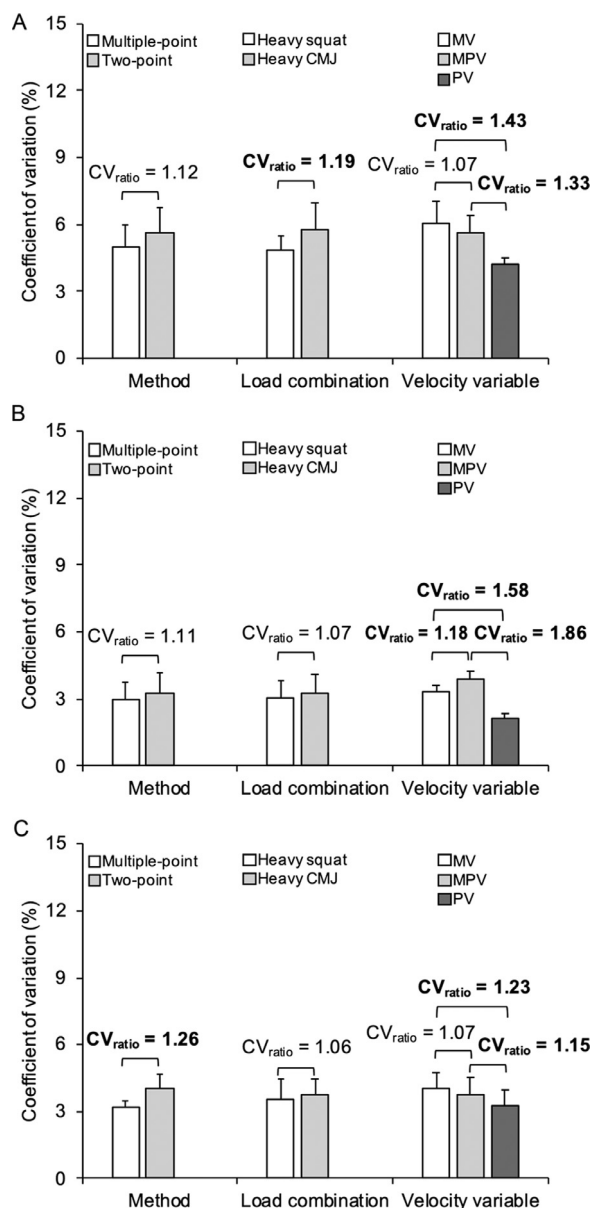 A
15
12
9
6
3
0
Coefficient of variation (%)
Multiple-point
Two-point
Heavy squat
Heavy CMJ
MV
MPV
PV
CVratio = 1.12
CVratio = 1.19
CVratio = 1.43
CVratio = 1.07
CVratio = 1.33
Method Load combination Velocity variable
B
15
12
9
6
3
0
Coefficient of variation (%)
Multiple-point
Two-point
Heavy squat
Heavy CMJ
MV
MPV
PV
CVratio = 1.11
CVratio = 1.07
CVratio = 1.58
CVratio = 1.18 CVratio = 1.86
Method Load combination Velocity variable
C
15
12
9
6
3
0
Coefficient of variation (%)
Multiple-point
Two-point
Heavy squat
Heavy CMJ
MV
MPV
PV
CVratio = 1.26
CVratio = 1.06
CVratio = 1.23
CVratio = 1.07
CVratio = 1.15
Method Load combination Velocity variable